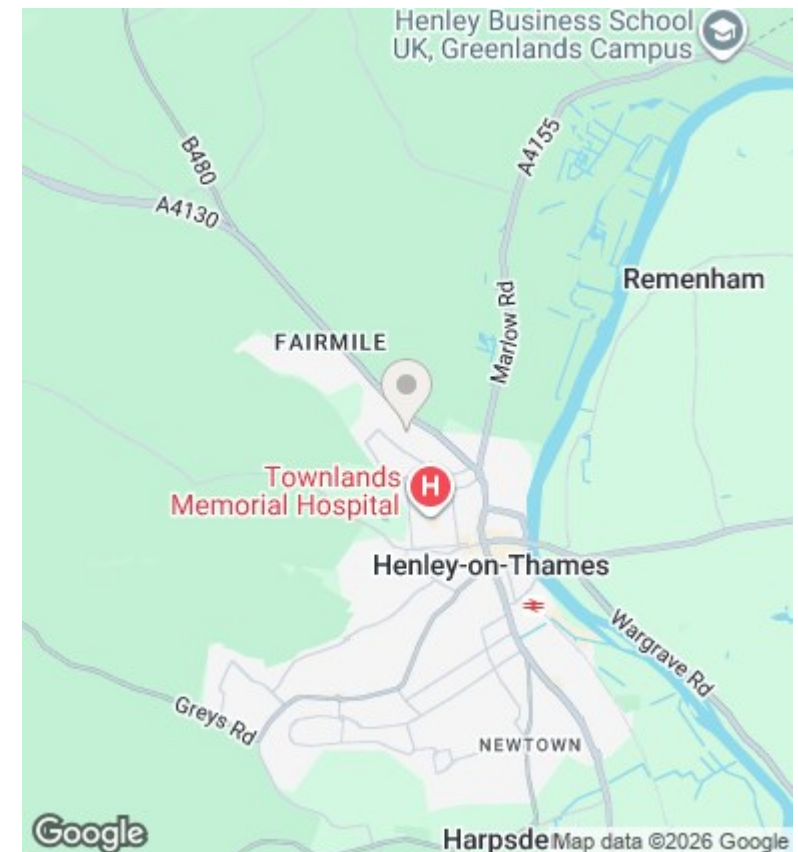 Henley Business School
UK, Greenlands Campus
A4155
B480
A4130
Remenham
Marlow Rd
FAIRMILE
Townlands
Memorial Hospital
H
Henley-on-Thames
Wargrave Rd
Greys Rd
NEWTOWN
Harpsde
Google
Map data ©2026 Google